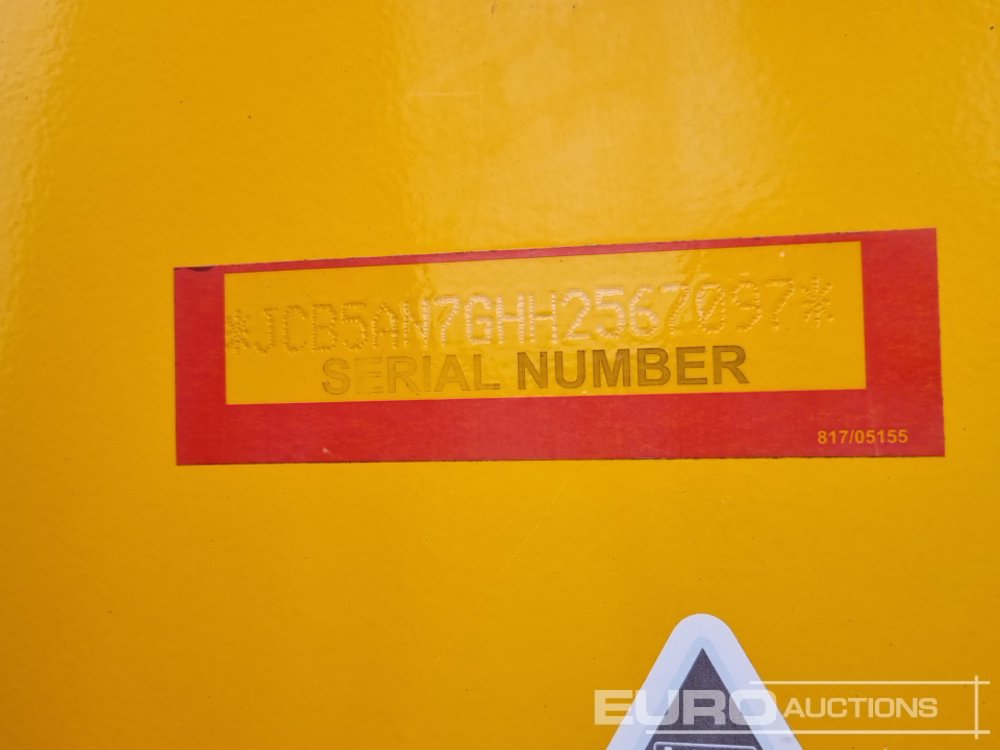 *JCB5AN7GHH2567097*
SERIAL NUMBER
817/05155
EURO AUCTIONS